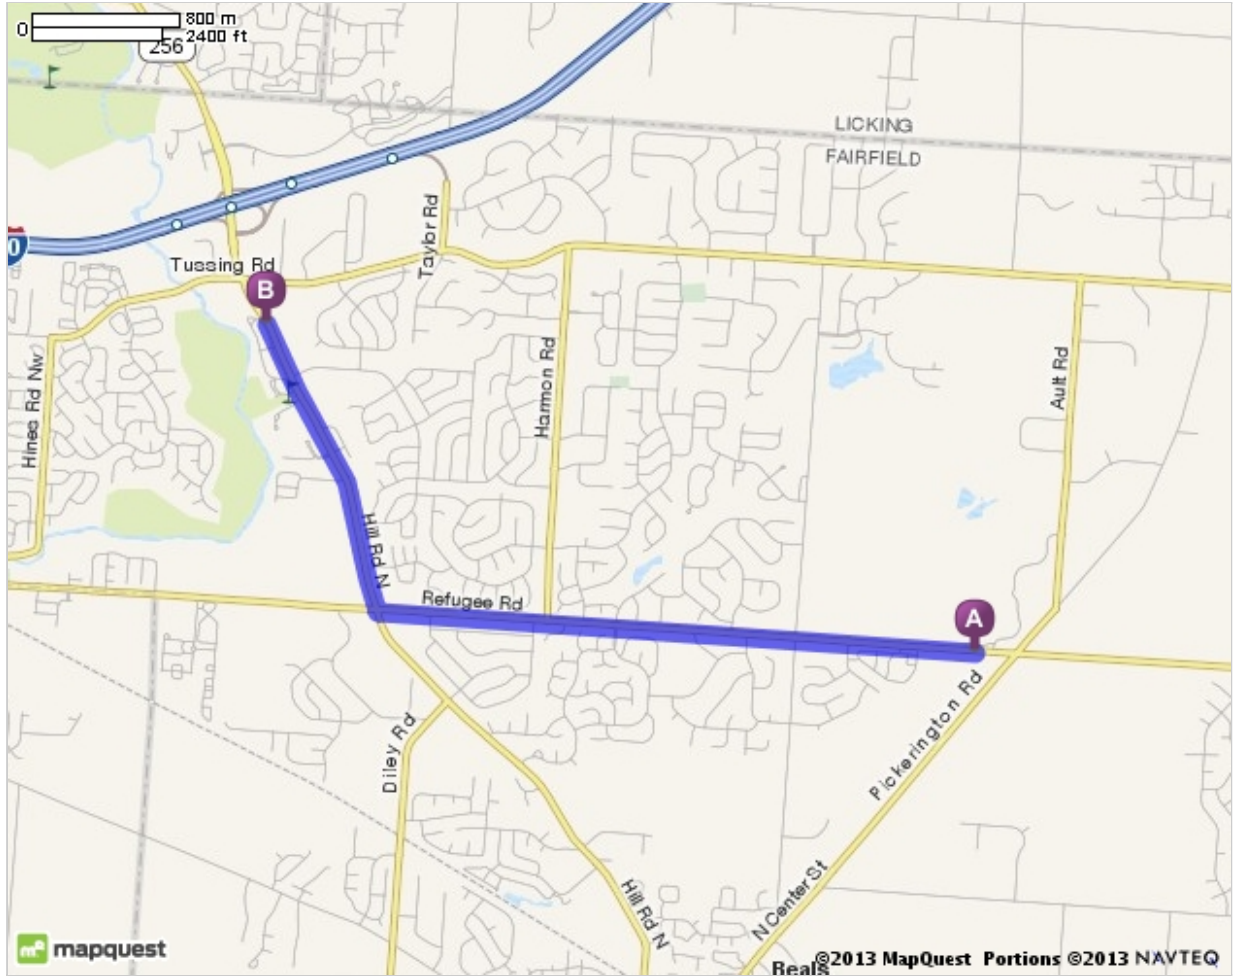 0
800 m
2400 ft
256
LICKING
FAIRFIELD
Taylor Rd
0
Tussing Rd
B
Hines Rd Nw
Harmon Rd
Ault Rd
Hill Rd N
Refugee Rd
A
Pickerington Rd
Diley Rd
Hill Rd N
N Center St
mapquest
Beals
©2013 MapQuest Portions ©2013 NAVTEQ